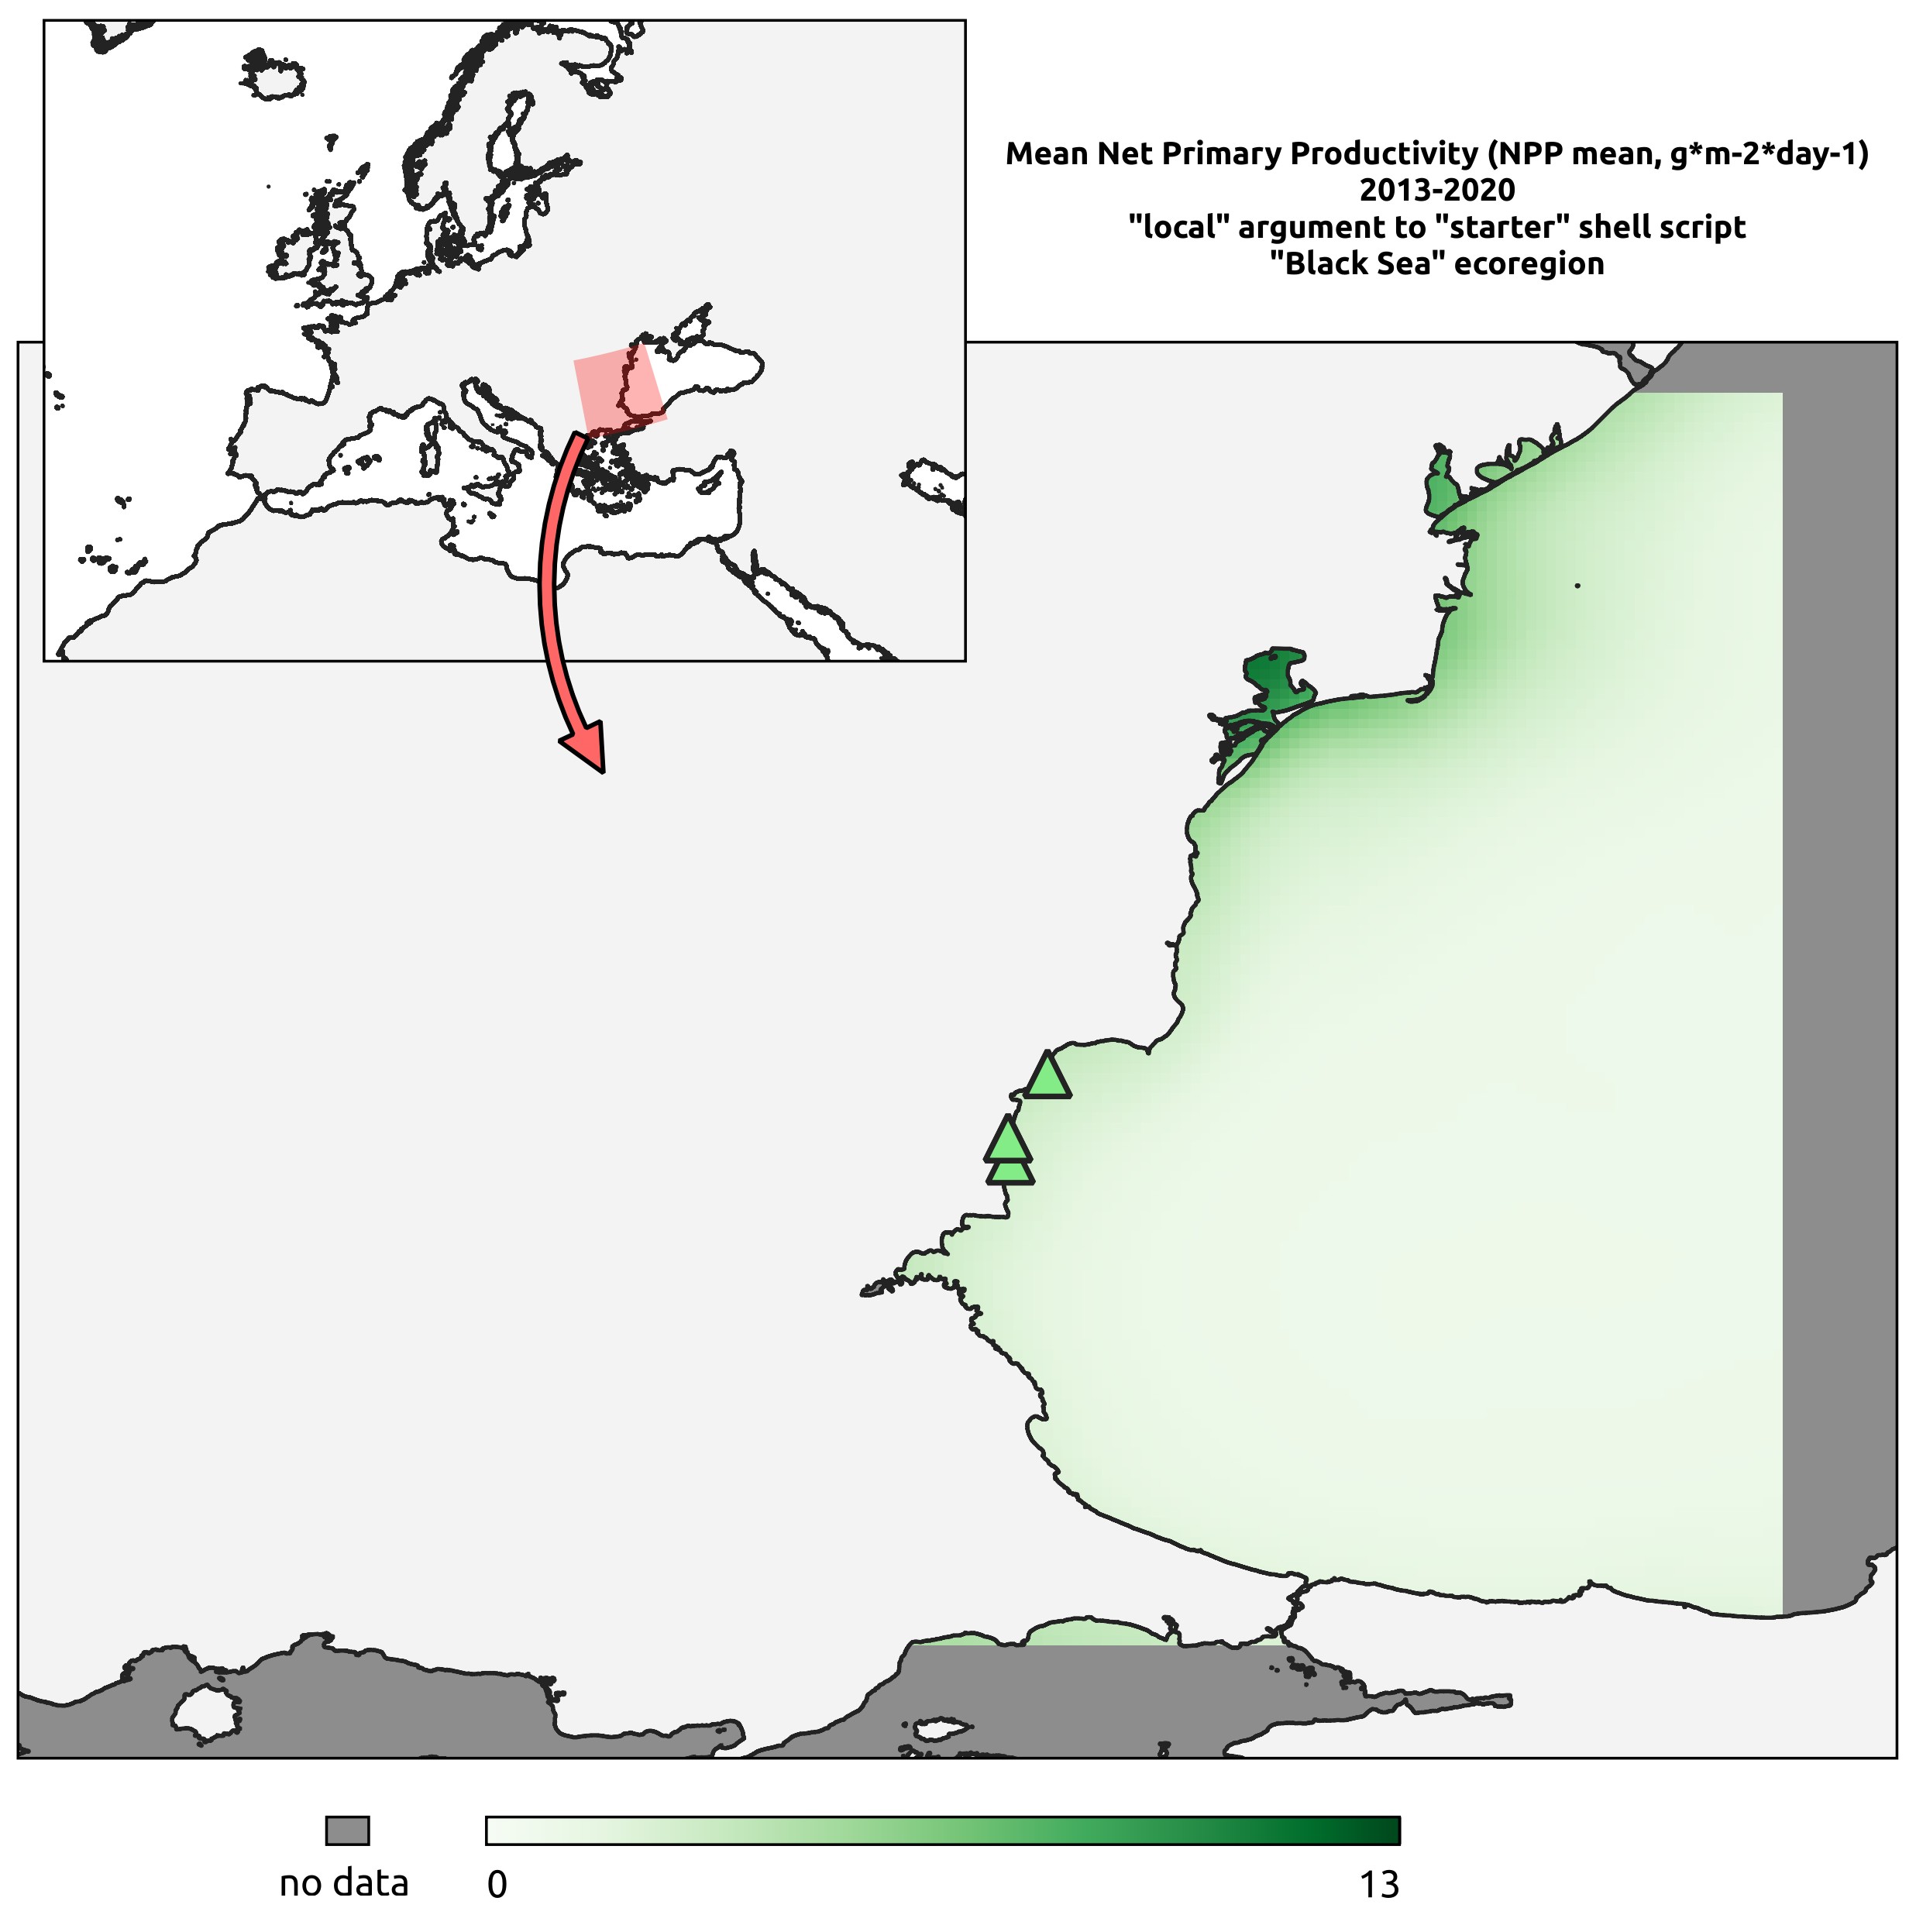 Mean Net Primary Productivity (NPP mean, g*m-2*day-1)
2013-2020
"local" argument to "starter" shell script
"Black Sea" ecoregion
no data
0
13